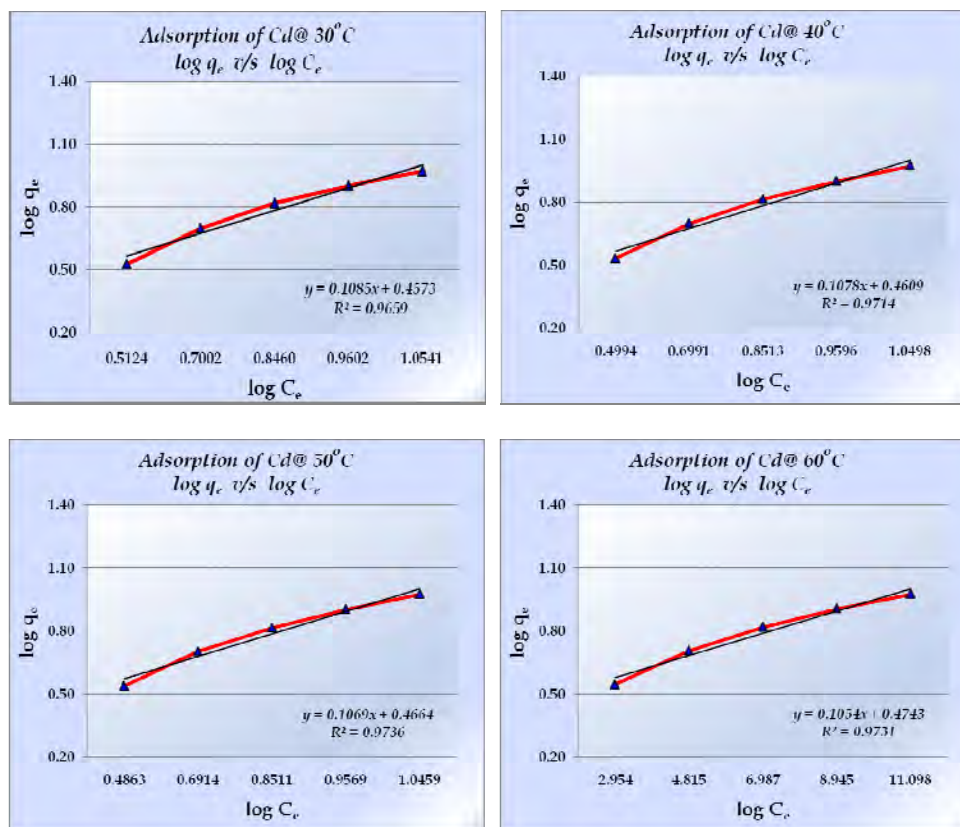 Adsorption of Cd@ 30°C
log qe v/s log Ce
1.40
1.10
0.80
0.50
0.20
log qe
y = 0.1085x + 0.4573
R² = 0.9659
0.5124 0.7002 0.8460 0.9602 1.0541
log Ce
Adsorption of Cd@ 40°C
log qe v/s log Ce
1.40
1.10
0.80
0.50
0.20
log qe
y = 0.1078x + 0.4609
R² = 0.9714
0.4994 0.6991 0.8513 0.9596 1.0498
log Ce
Adsorption of Cd@ 50°C
log qe v/s log Ce
1.40
1.10
0.80
0.50
0.20
log qe
y = 0.1069x + 0.4664
R² = 0.9736
0.4863 0.6914 0.8511 0.9569 1.0459
log Ce
Adsorption of Cd@ 60°C
log qe v/s log Ce
1.40
1.10
0.80
0.50
0.20
log qe
y = 0.1054x + 0.4743
R² = 0.9731
2.954 4.815 6.987 8.945 11.098
log Ce